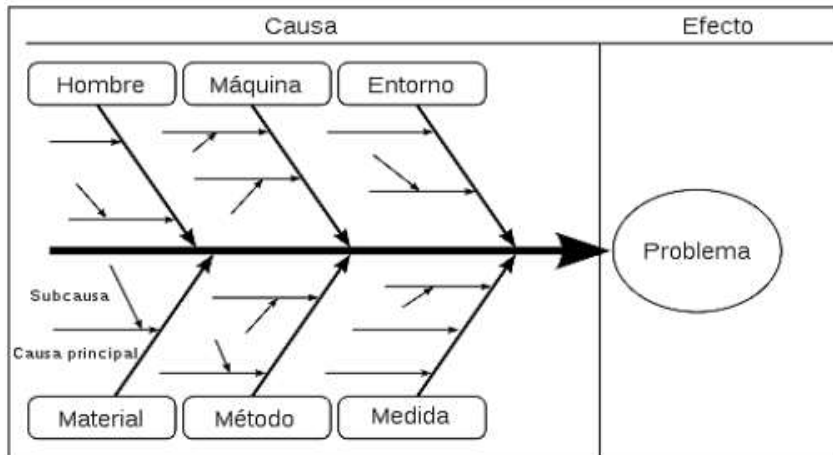 Causa
Efecto
Hombre
Máquina
Entorno
Problema
Subcausa
Causa principal
Material
Método
Medida